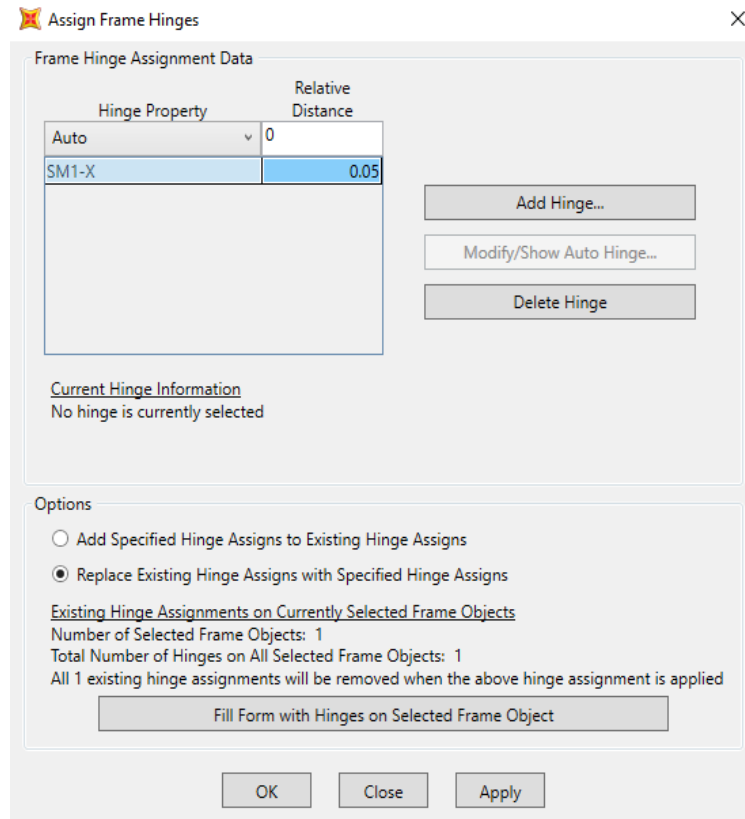 Assign Frame Hinges
Frame Hinge Assignment Data
Hinge Property
Relative
Distance
Auto
0
SM1-X
0.05
Add Hinge...
Modify/Show Auto Hinge...
Delete Hinge
Current Hinge Information
No hinge is currently selected
Options
Add Specified Hinge Assigns to Existing Hinge Assigns
Replace Existing Hinge Assigns with Specified Hinge Assigns
Existing Hinge Assignments on Currently Selected Frame Objects
Number of Selected Frame Objects: 1
Total Number of Hinges on All Selected Frame Objects: 1
All 1 existing hinge assignments will be removed when the above hinge assignment is applied
Fill Form with Hinges on Selected Frame Object
OK
Close
Apply